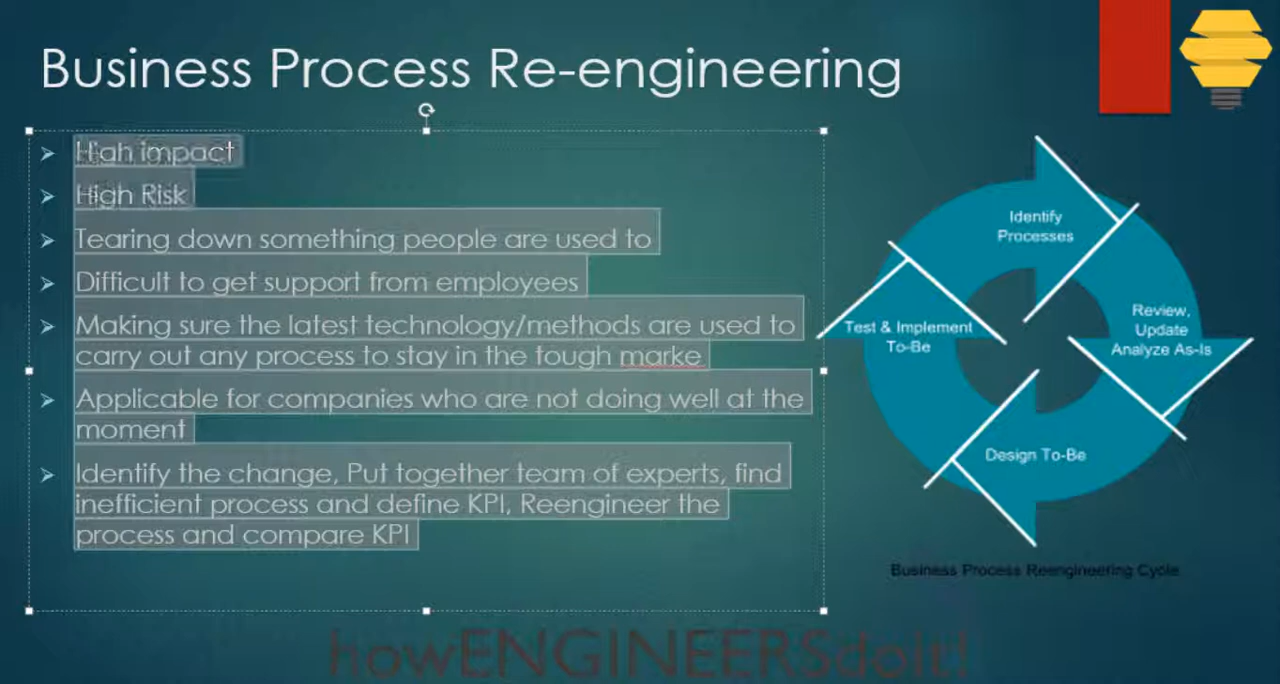 Business Process Re-engineering
High impact
High Risk
Tearing down something people are used to
Difficult to get support from employees
Making sure the latest technology/methods are used to
carry out any process to stay in the tough marke
Applicable for companies who are not doing well at the
moment
Identify the change, Put together team of experts, find
inefficient process and define KPI, Reengineer the
process and compare KPI
Identify
Processes
Review,
Update
Analyze As-Is
Design To-Be
Test & Implement
To-Be
Business Process Reengineering Cycle
howENGINEERSdoit!